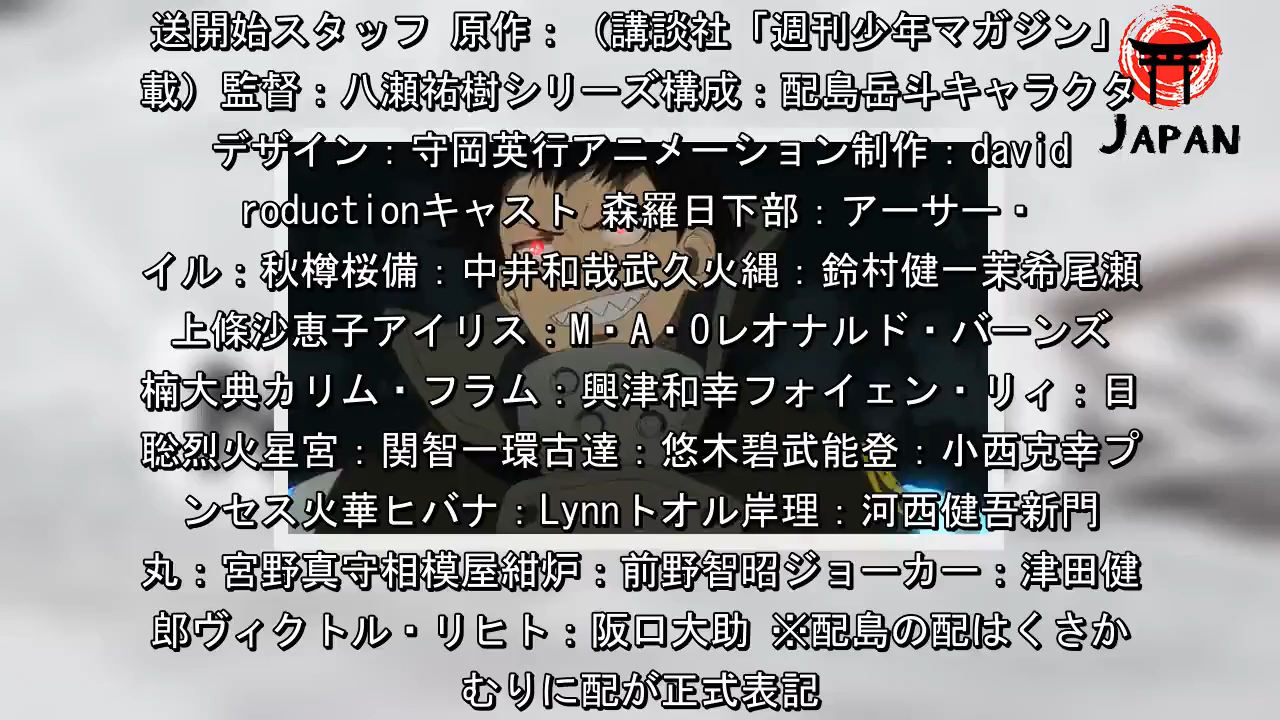 送開始スタッフ 原作：（講談社「週刊少年マガジン」
載）監督：八瀬祐樹シリーズ構成：配島岳斗キャラクタ
デザイン：守岡英行アニメーション制作：david
roductionキャスト 森羅日下部：アーサー・
イル：秋樽桜備：中井和哉武久火縄：鈴村健一茉希尾瀬
上條沙恵子アイリス：M・A・Oレオナルド・バーンズ
楠大典カリム・フラム：興津和幸フォイェン・リィ：日
聡烈火星宮：関智一環古達：悠木碧武能登：小西克幸プ
ンセス火華ヒバナ：Lynnトオル岸理：河西健吾新門
丸：宮野真守相模屋紺炉：前野智昭ジョーカー：津田健
郎ヴィクトル・リヒト：阪口大助 ※配島の配はくさか
むりに配が正式表記
JAPAN